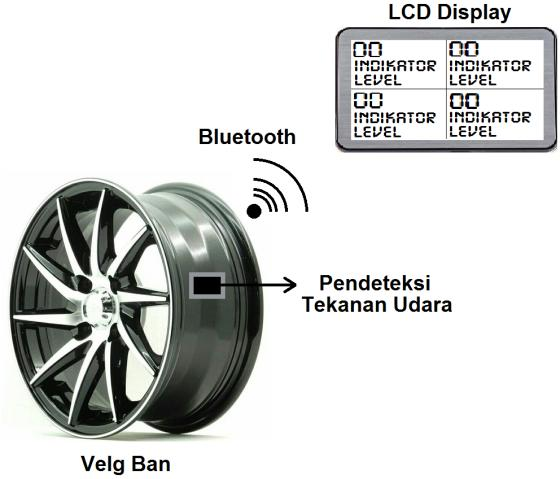 LCD Display
00 00
INDIKATOR INDIKATOR
LEVEL LEVEL
00 00
INDIKATOR INDIKATOR
LEVEL LEVEL
Bluetooth
Pendeteksi
Tekanan Udara
Velg Ban